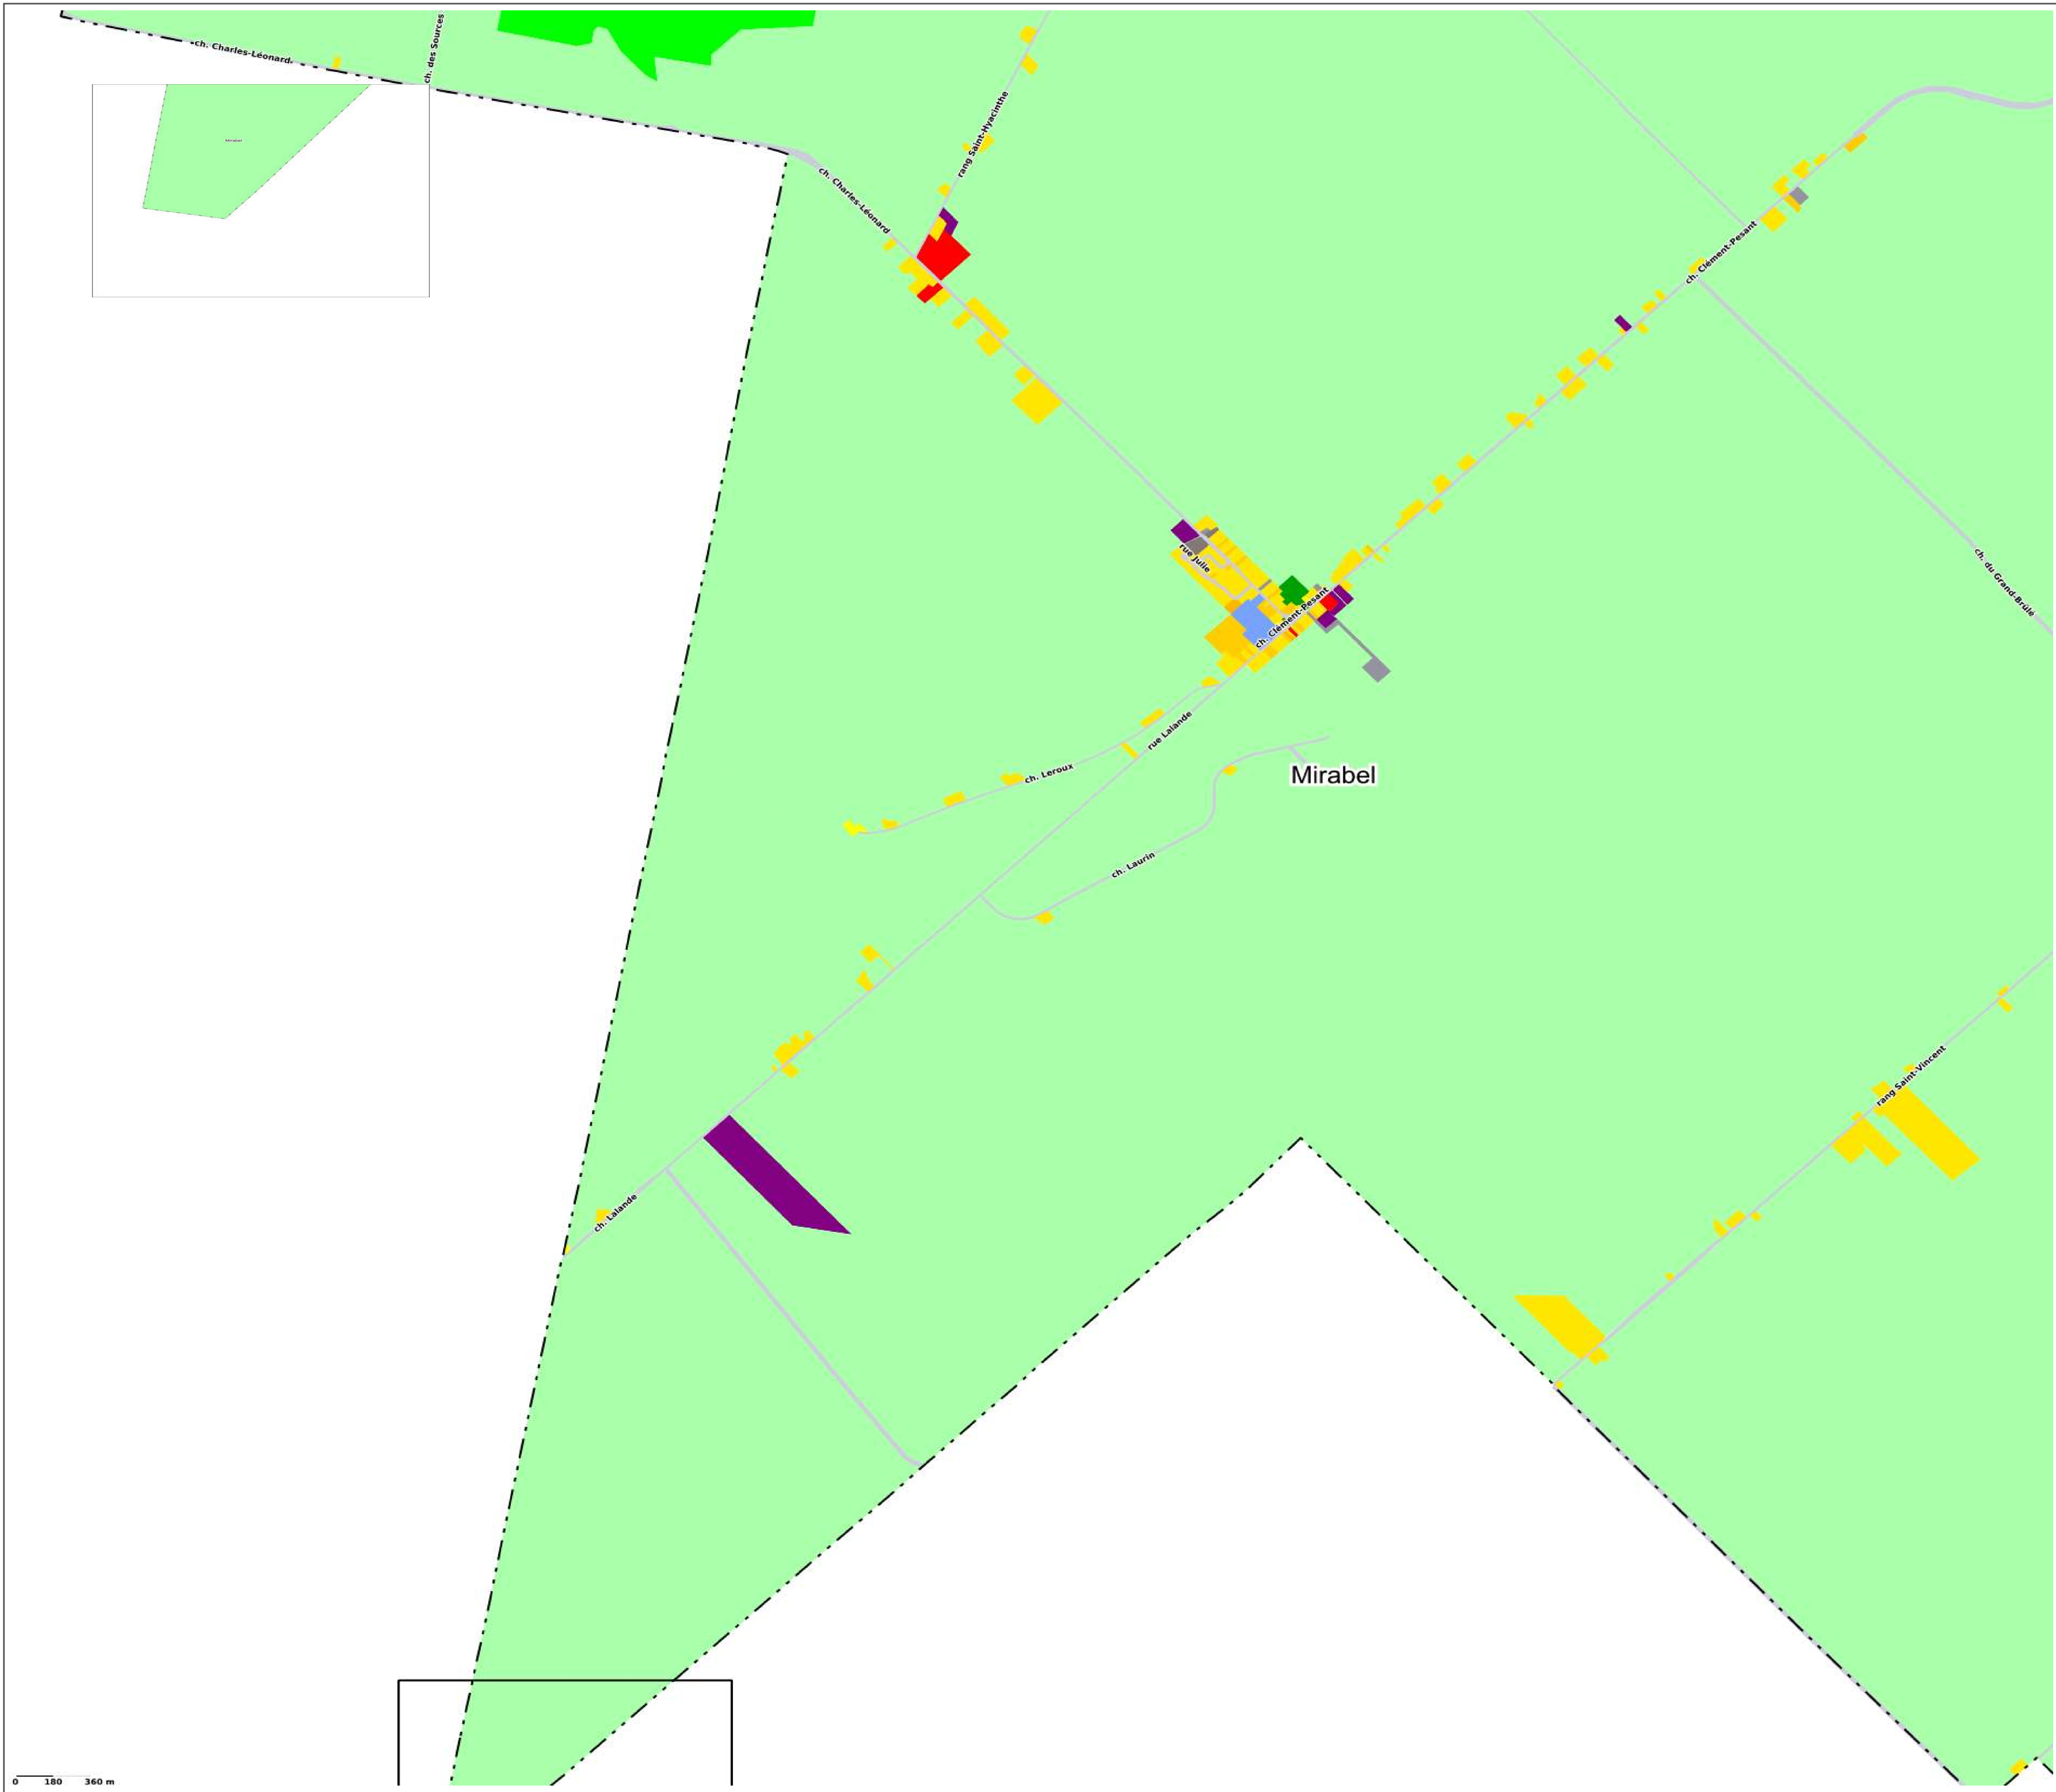 ch. Charles-Léonard
ch. des Sources
rang Saint-Hyacinthe
ch. Charles-Léonard
ch. Clément-Pesant
rue Julie
ch. du Grand-Brûlé
ch. Clément-Pesant
rue Lalande
ch. Leroux
Mirabel
ch. Laurin
rang Saint-Vincent
ch. Lalande
0 180 360 m